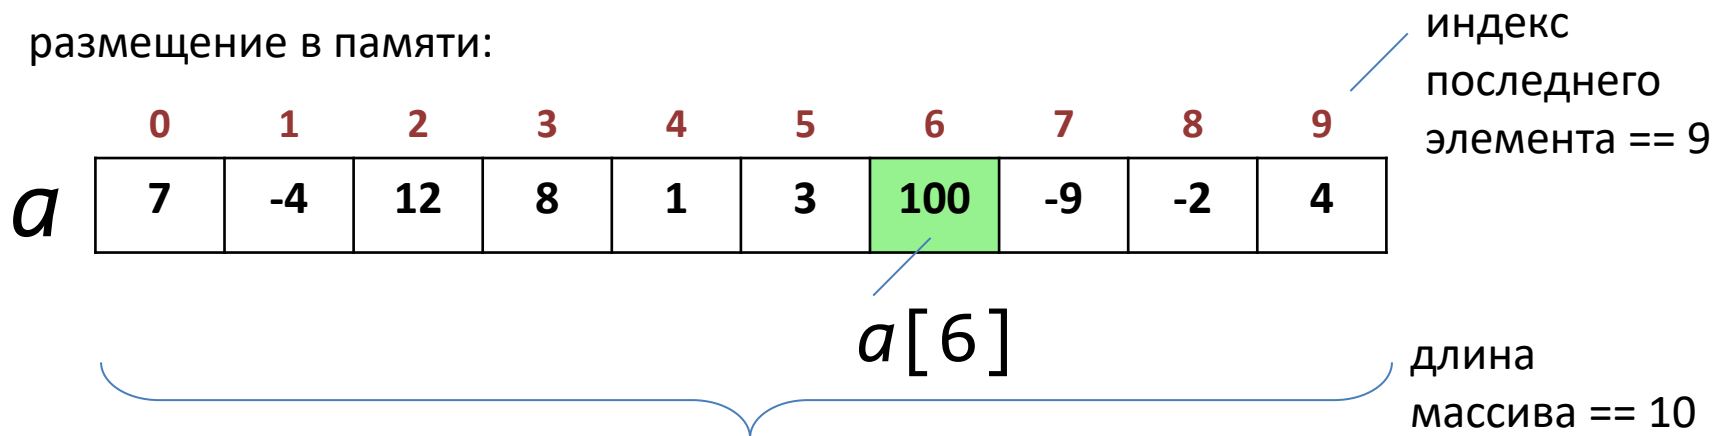 размещение в памяти:
индекс
последнего
элемента == 9
0 1 2 3 4 5 6 7 8 9
a 7 -4 12 8 1 3 100 -9 -2 4
a[6]
длина
массива == 10